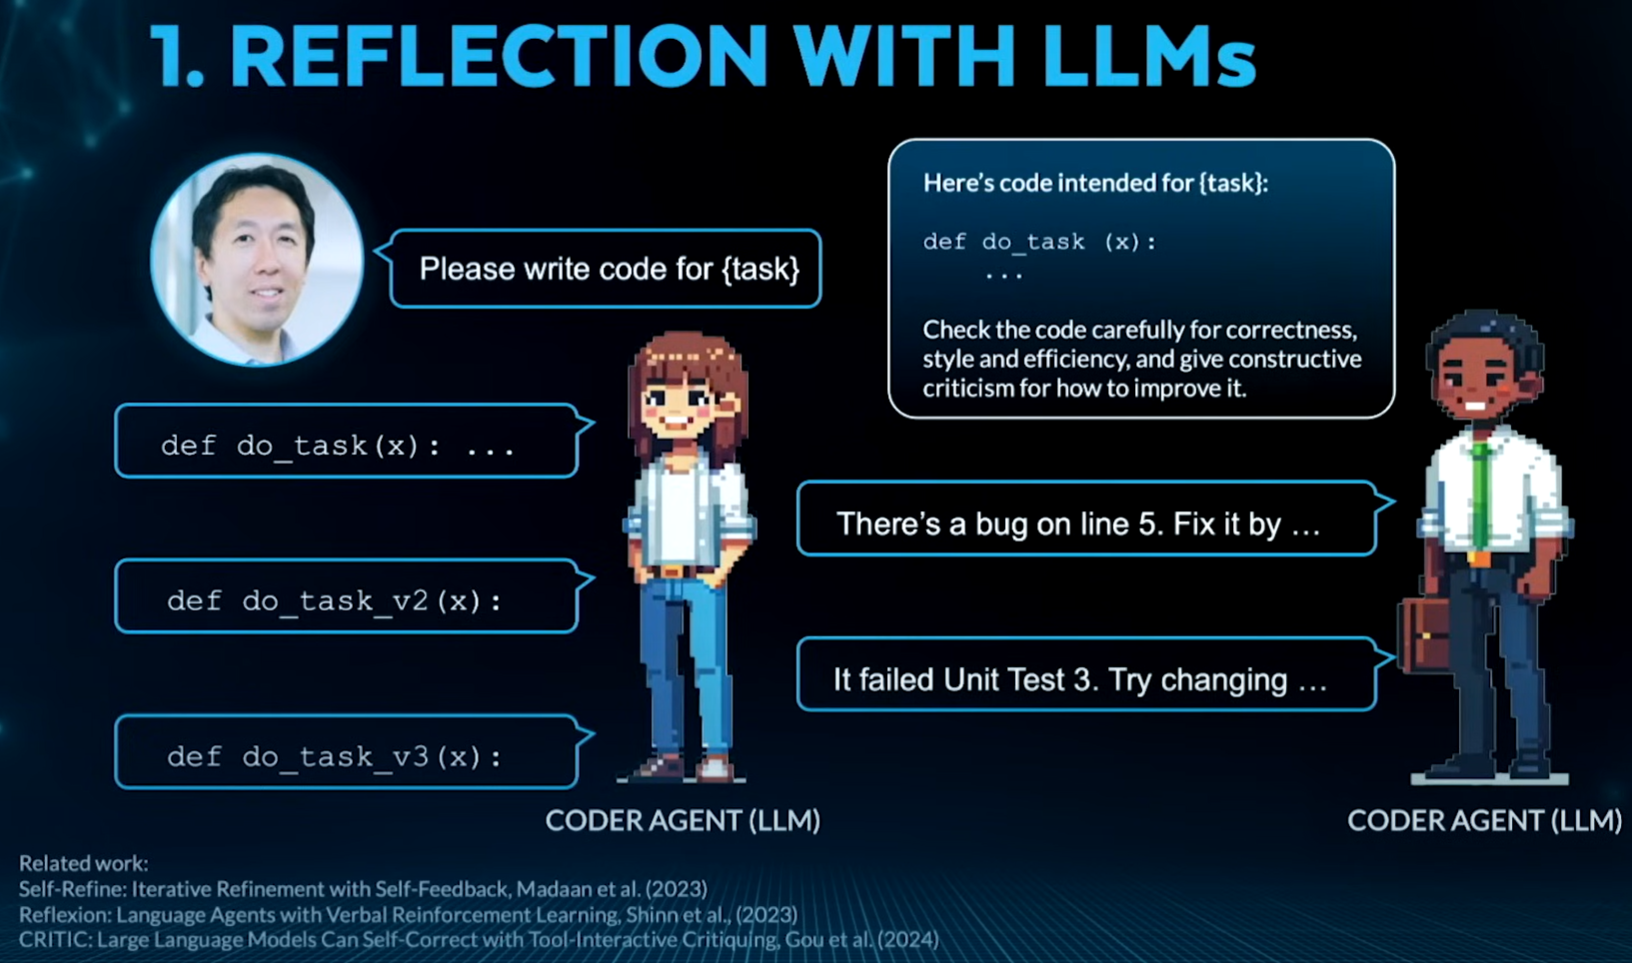 1. REFLECTION WITH LLMs
Please write code for {task}
Here's code intended for {task}:
def do_task (x):
...
Check the code carefully for correctness,
style and efficiency, and give constructive
criticism for how to improve it.
def do_task(x): ...
There's a bug on line 5. Fix it by ...
def do_task_v2(x):
It failed Unit Test 3. Try changing ...
def do_task_v3(x):
CODER AGENT (LLM)
CODER AGENT (LLM)
Related work:
Self-Refine: Iterative Refinement with Self-Feedback, Madaan et al. (2023)
Reflexion: Language Agents with Verbal Reinforcement Learning, Shinn et al., (2023)
CRITIC: Large Language Models Can Self-Correct with Tool-Interactive Critiquing, Gou et al. (2024)